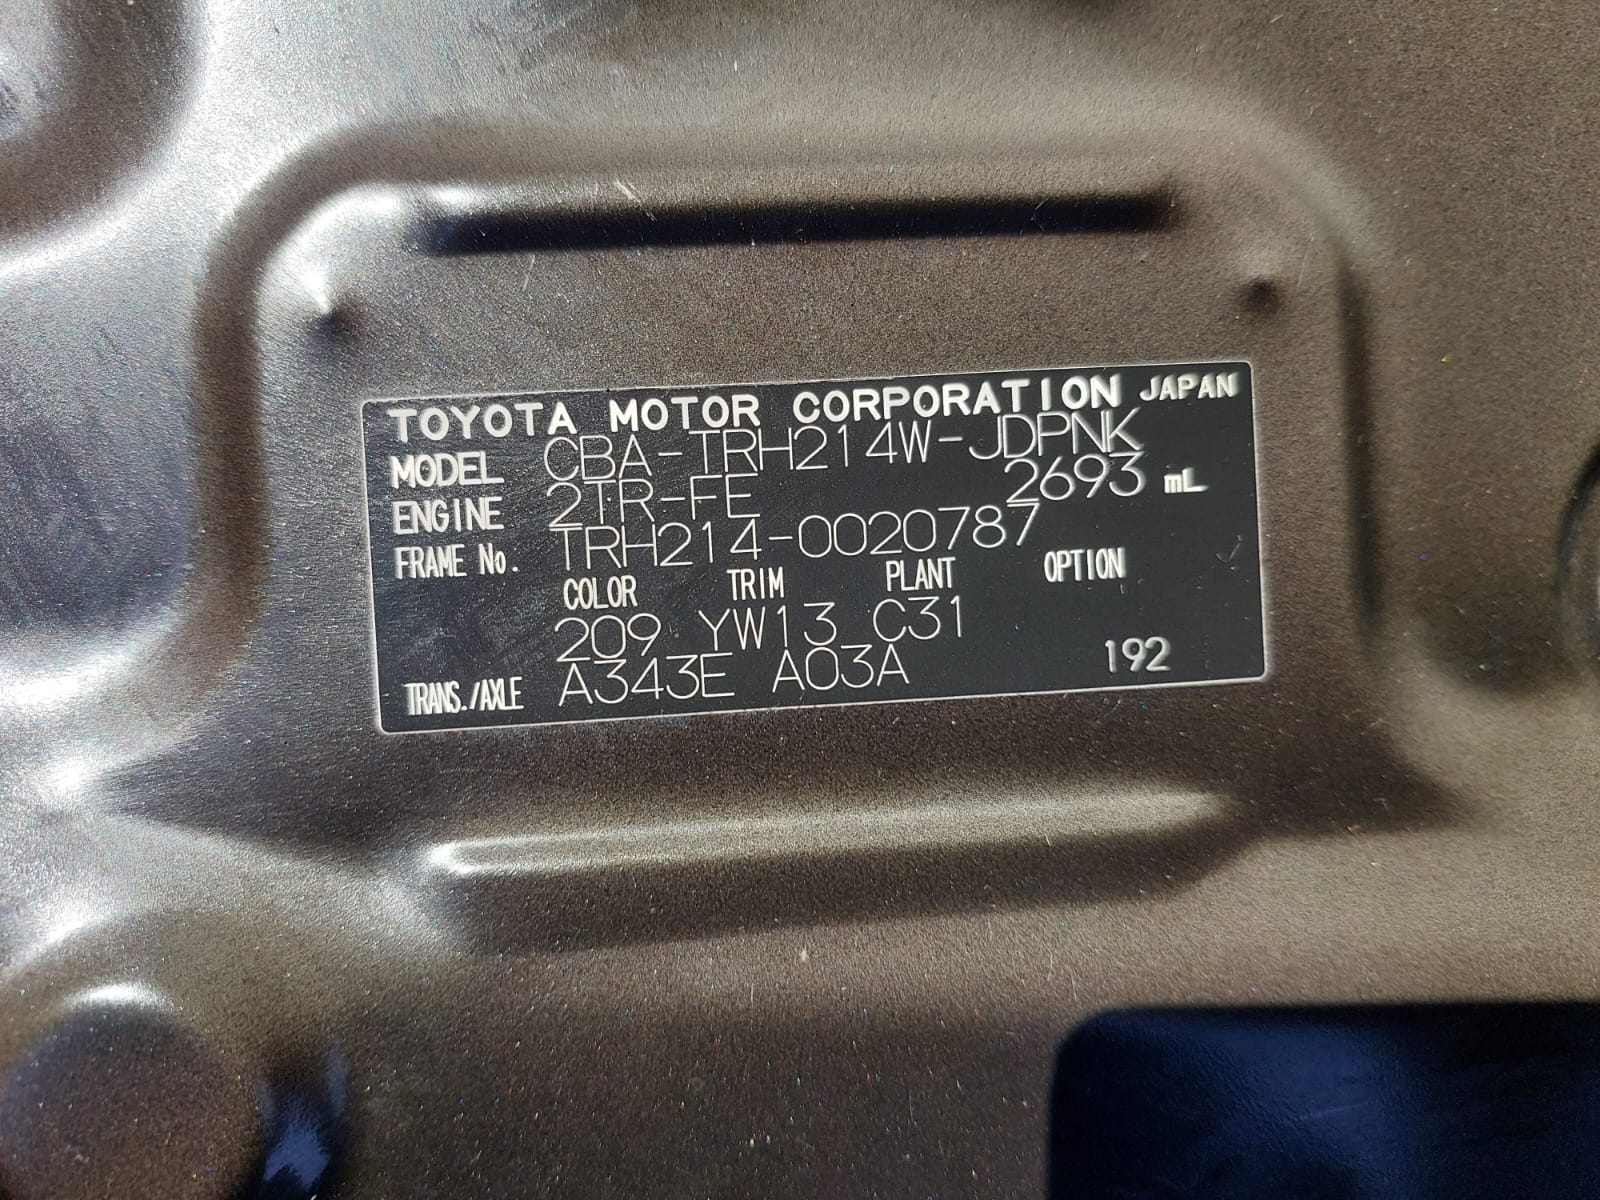 TOYOTA MOTOR CORPORATION JAPAN
MODEL CBA-TRH214W-JDPNK
ENGINE 2TR-FE 2693 mL
FRAME No. TRH214-0020787
COLOR TRIM PLANT OPTION
209 YW13 C31
TRANS./AXLE A343E A03A 192